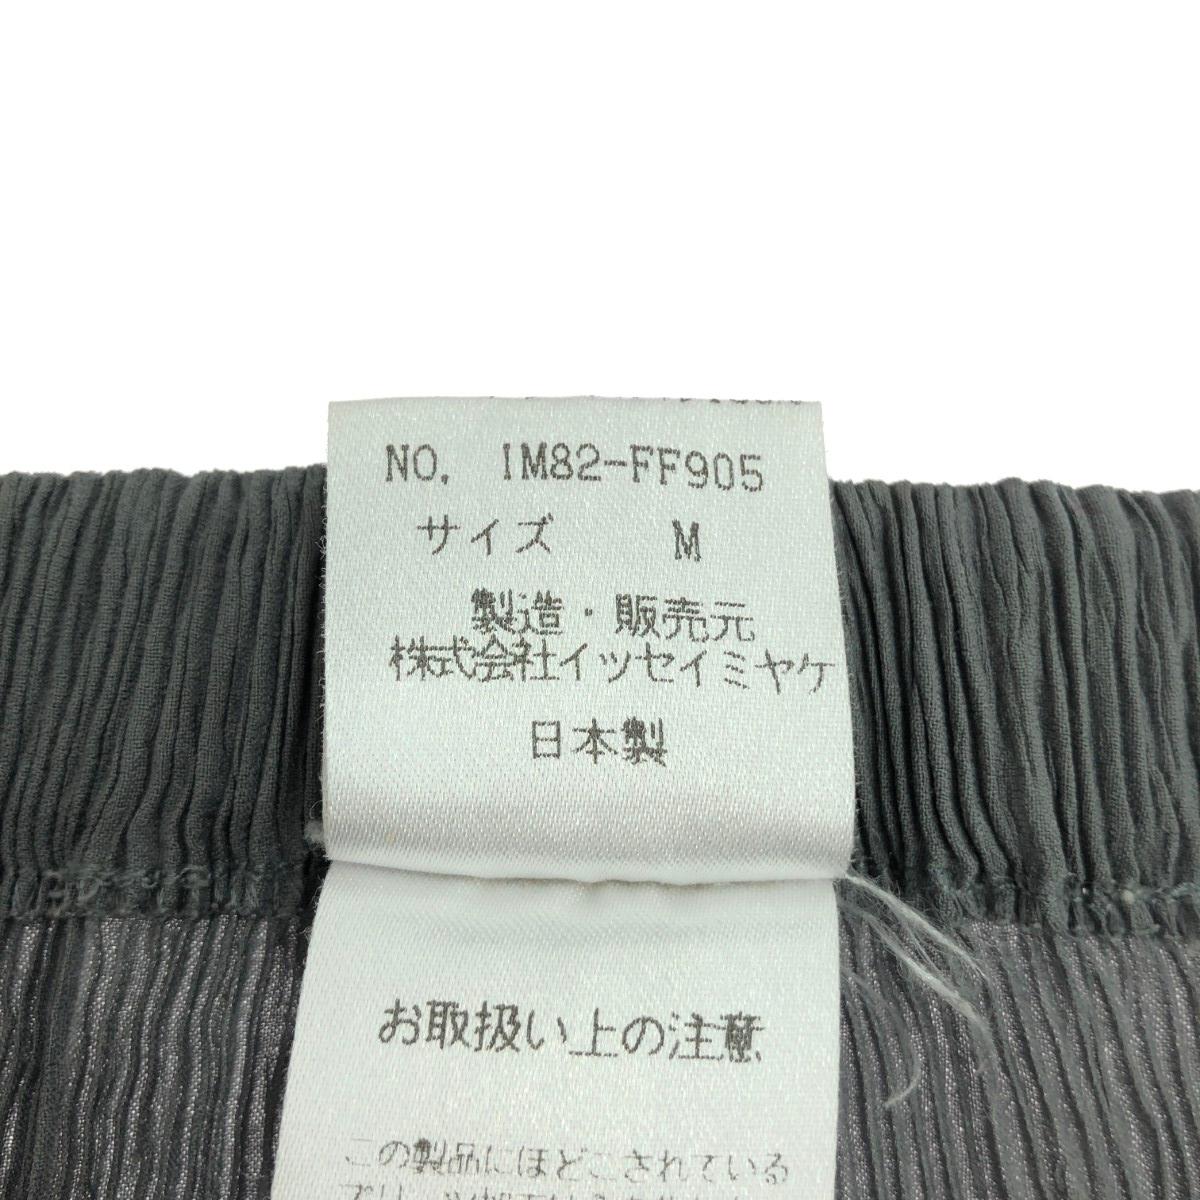 NO. IM82-FF905
サイズ M
製造・販売元
株式会社イッセイミヤケ
日本製
お取扱い上の注意
この製品にほどこされている